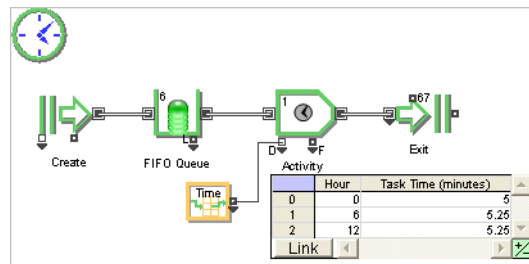 6
1
67
L
D
F
Create
FIFO Queue
Activity
Exit
Time
Hour Task Time (minutes)
0 0 5
1 6 5.25
2 12 5.25
Link